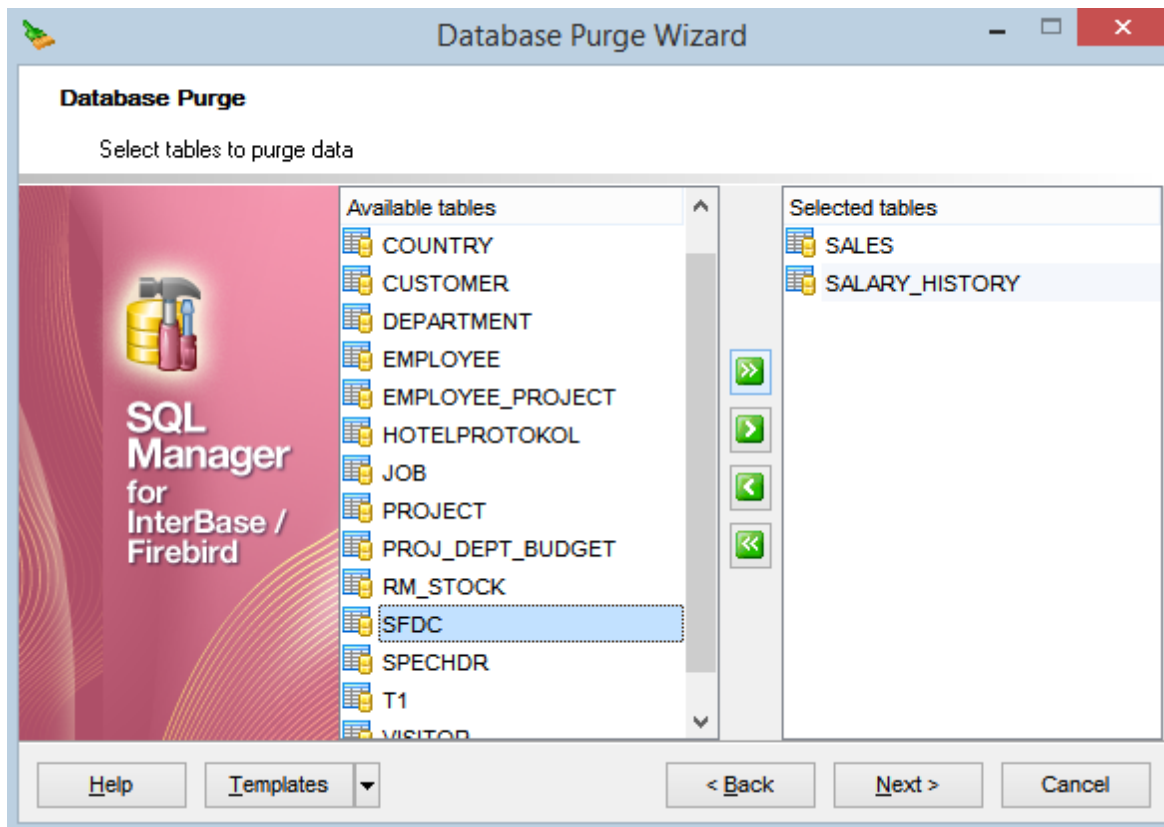 Database Purge Wizard
Database Purge
Select tables to purge data
SQL
Manager
for
InterBase /
Firebird
Available tables
COUNTRY
CUSTOMER
DEPARTMENT
EMPLOYEE
EMPLOYEE_PROJECT
HOTELPROTOKOL
JOB
PROJECT
PROJ_DEPT_BUDGET
RM_STOCK
SFDC
SPECHDR
T1
VISITOR
Selected tables
SALES
SALARY_HISTORY
Help
Templates
< Back
Next >
Cancel